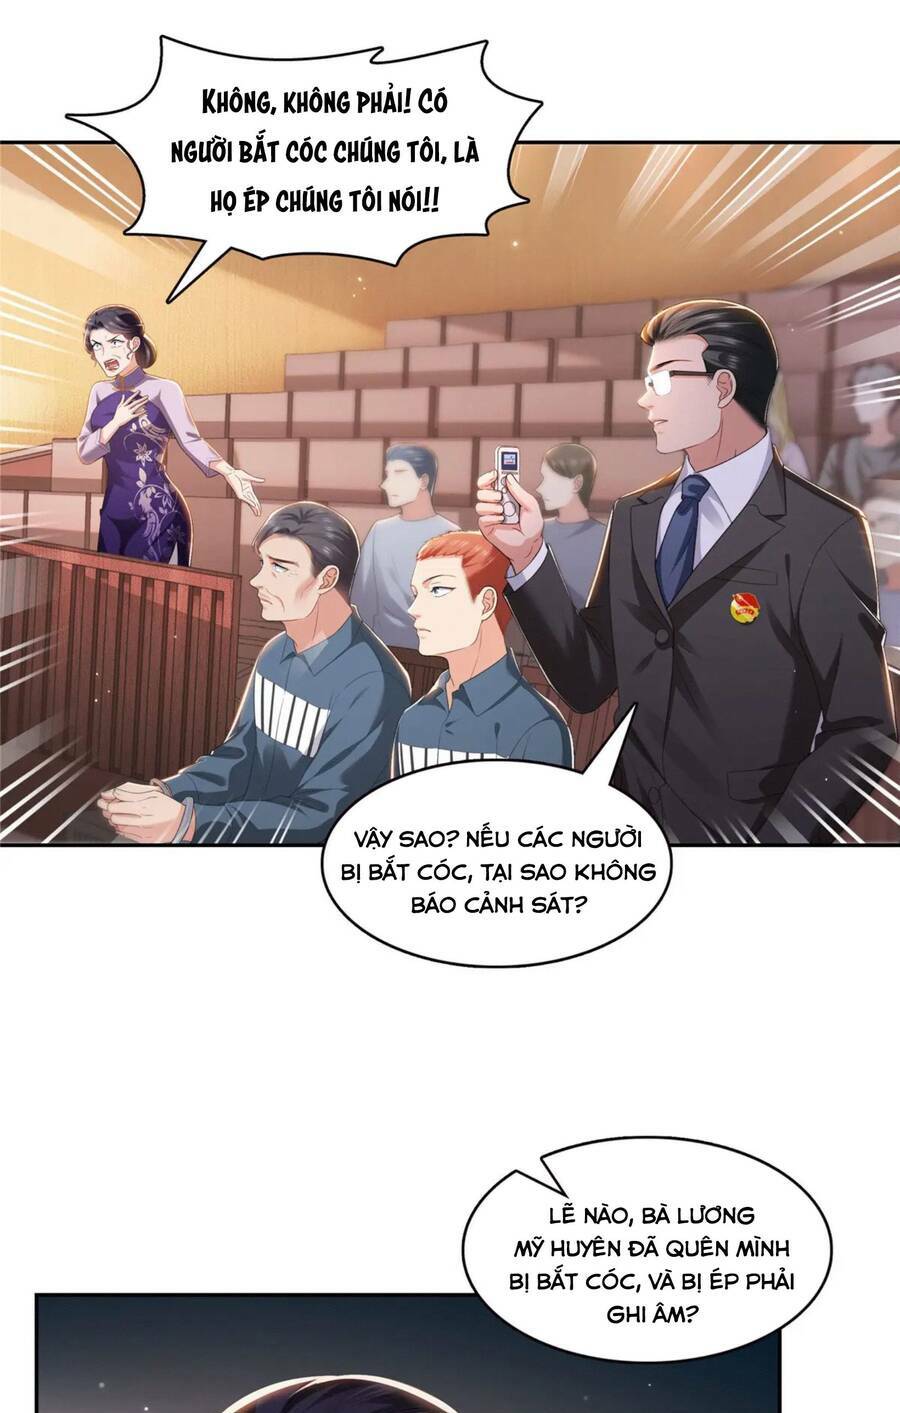 KHÔNG, KHÔNG PHẢI! CÓ
NGƯỜI BẮT CÓC CHÚNG TÔI, LÀ
HỌ ÉP CHÚNG TÔI NÓI!!
VẬY SAO? NẾU CÁC NGƯỜI
BỊ BẮT CÓC, TẠI SAO KHÔNG
BÁO CẢNH SÁT?
LẼ NÀO, BÀ LƯƠNG
MỸ HUYÊN ĐÃ QUÊN MÌNH
BỊ BẮT CÓC, VÀ BỊ ÉP PHẢI
GHI ÂM?